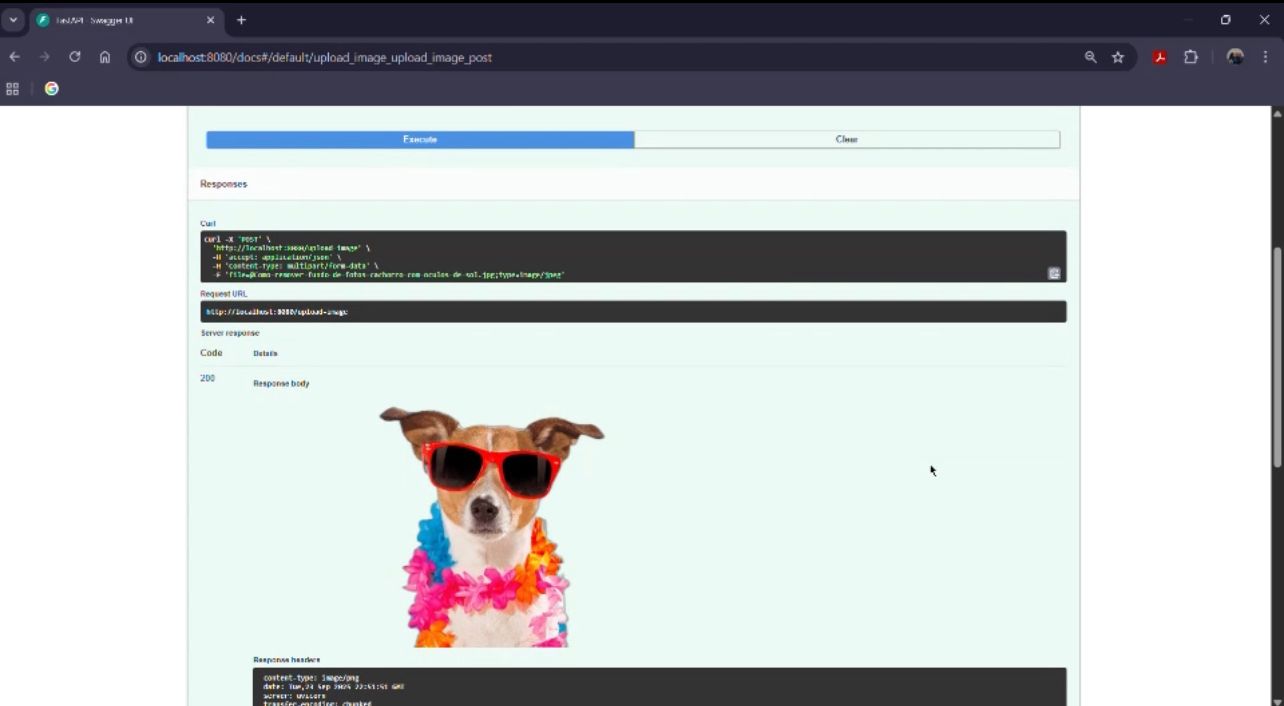 FastAPI - Swagger UI
localhost:8080/docs#/default/upload_image_upload_image_post
Execute
Clear
Responses
Curl
curl -X 'POST' \
'http://localhost:8080/upload-image' \
-H 'accept: application/json' \
-H 'content-type: multipart/form-data' \
-F 'file=@Como-remover-fundo-de-fotos-cachorro-com-oculos-de-sol.jpg;type=image/jpeg'
Request URL
http://localhost:8080/upload-image
Server response
Code Details
200 Response body
Response headers
content-type: image/png
date: Tue,23 Sep 2025 22:51:51 GMT
server: uvicorn
transfer-encoding: chunked